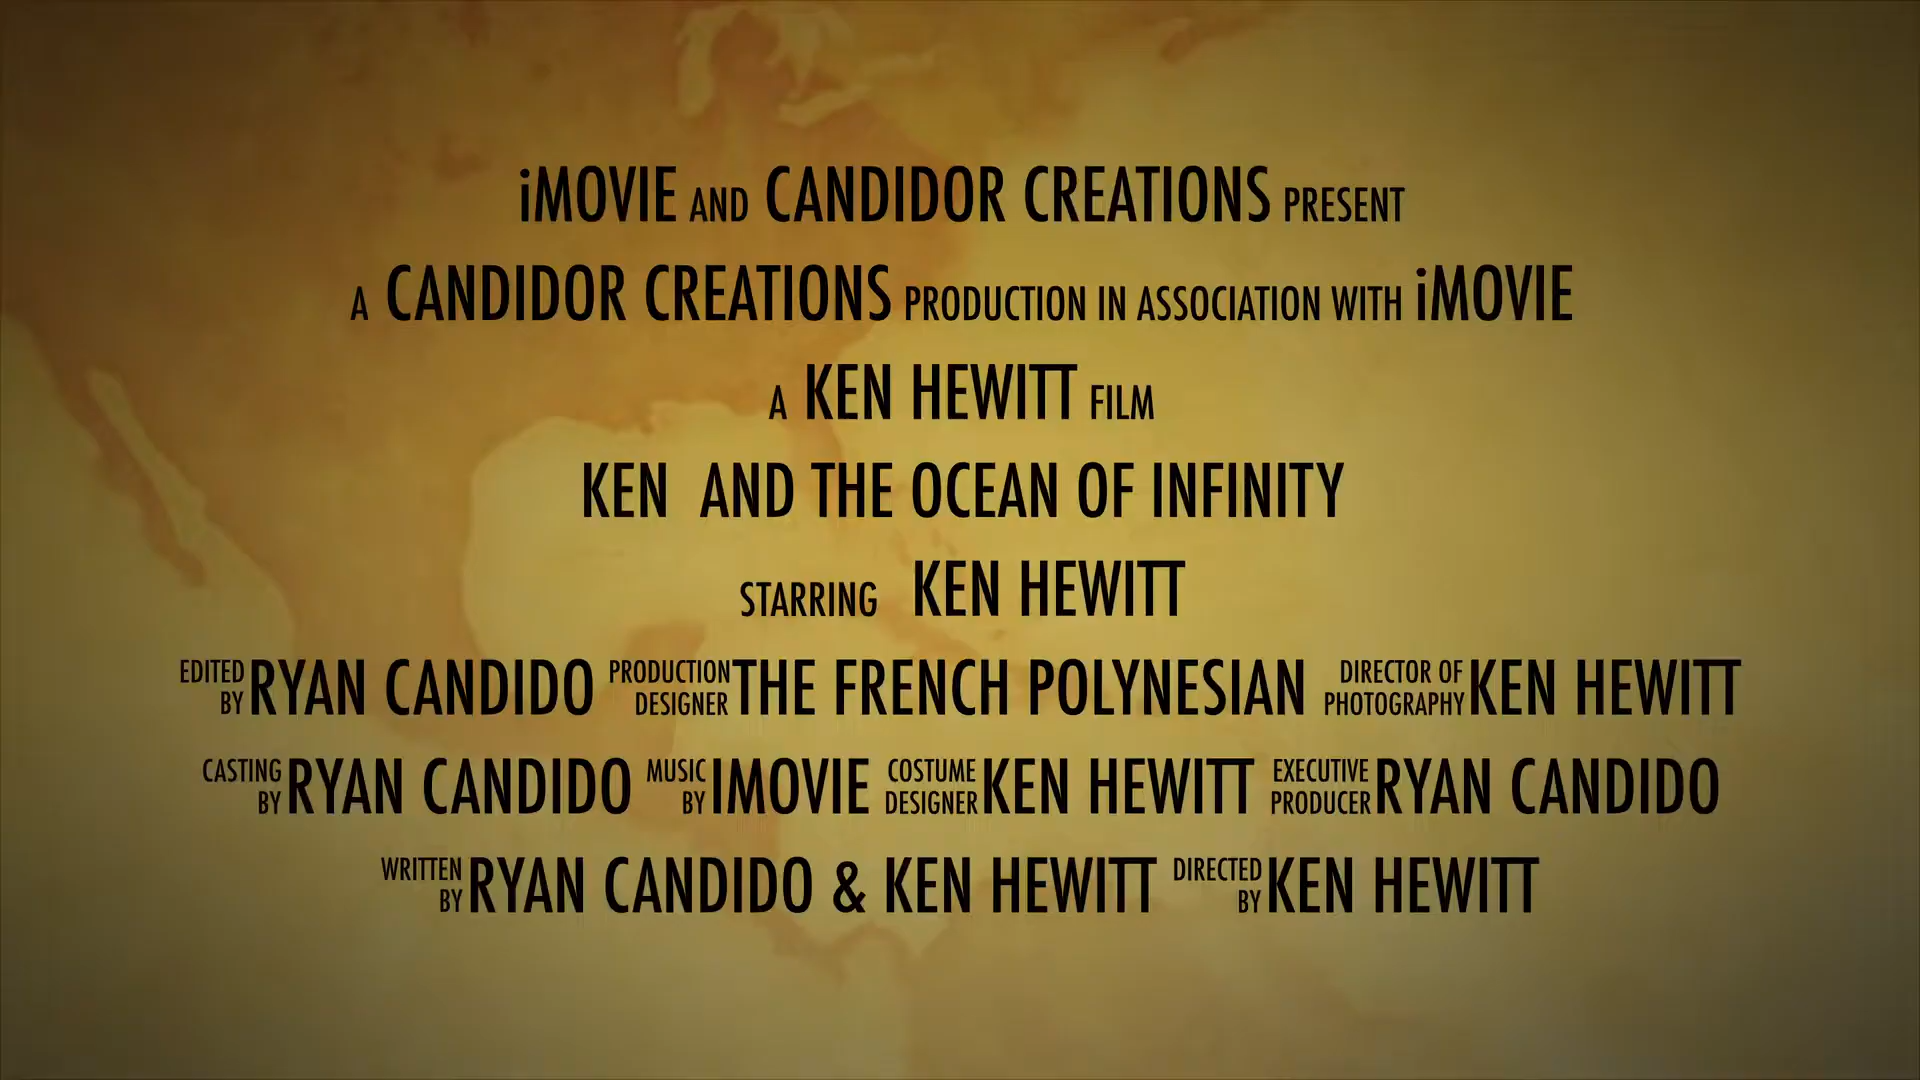 iMOVIE AND CANDIDOR CREATIONS PRESENT
A CANDIDOR CREATIONS PRODUCTION IN ASSOCIATION WITH iMOVIE
A KEN HEWITT FILM
KEN AND THE OCEAN OF INFINITY
STARRING KEN HEWITT
EDITED BY RYAN CANDIDO PRODUCTION DESIGNER THE FRENCH POLYNESIAN DIRECTOR OF PHOTOGRAPHY KEN HEWITT
CASTING BY RYAN CANDIDO MUSIC BY IMOVIE COSTUME DESIGNER KEN HEWITT EXECUTIVE PRODUCER RYAN CANDIDO
WRITTEN BY RYAN CANDIDO & KEN HEWITT DIRECTED BY KEN HEWITT